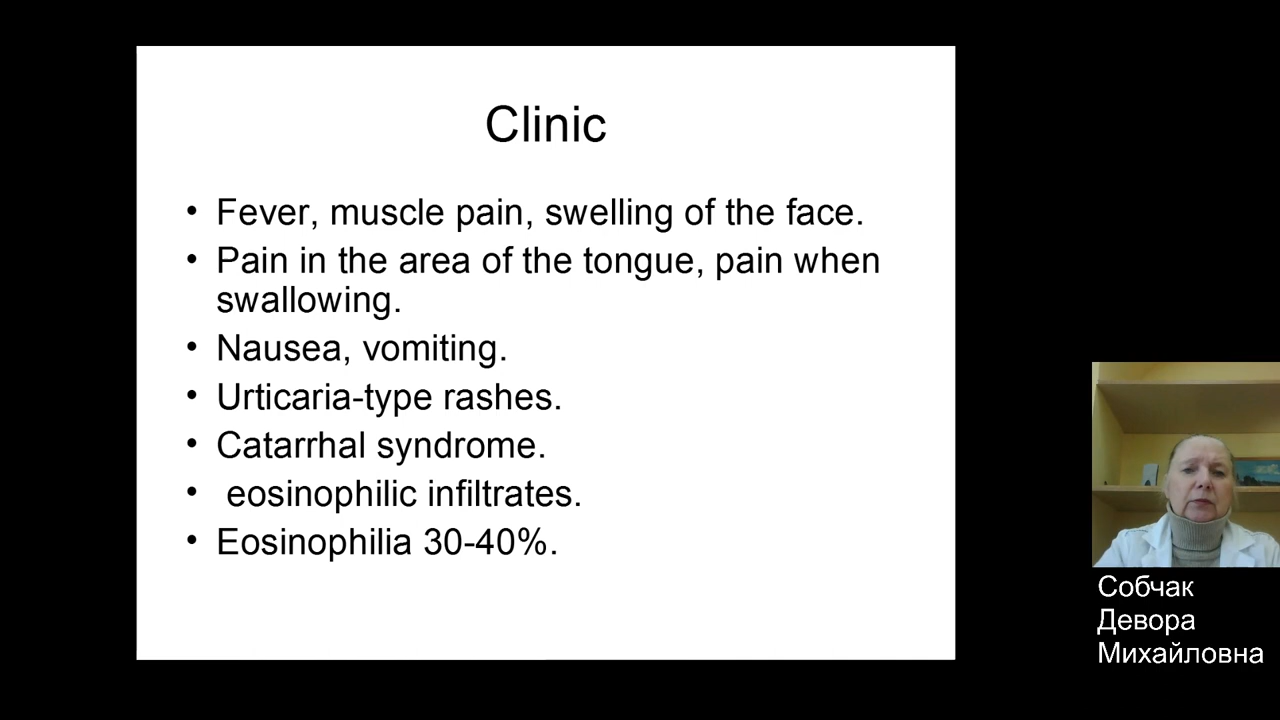 Clinic
• Fever, muscle pain, swelling of the face.
• Pain in the area of the tongue, pain when
swallowing.
• Nausea, vomiting.
• Urticaria-type rashes.
• Catarrhal syndrome.
• eosinophilic infiltrates.
• Eosinophilia 30-40%.
Собчак
Девора
Михайловна